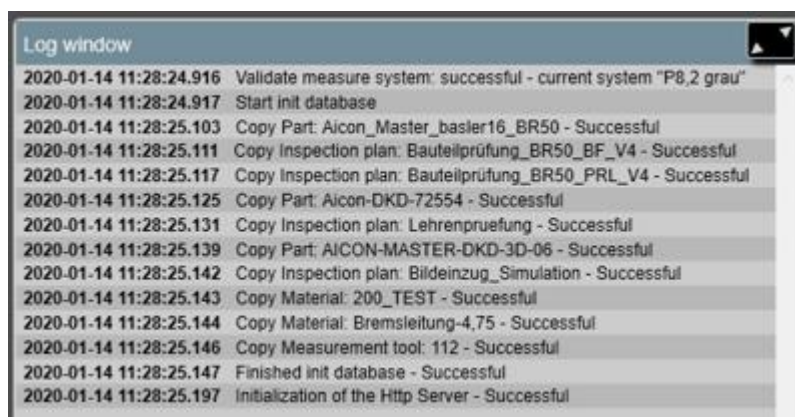 Log window
2020-01-14 11:28:24.916 Validate measure system: successful - current system "P8,2 grau"
2020-01-14 11:28:24.917 Start init database
2020-01-14 11:28:25.103 Copy Part: Aicon_Master_basler16_BR50 - Successful
2020-01-14 11:28:25.111 Copy Inspection plan: Bauteilprüfung_BR50_BF_V4 - Successful
2020-01-14 11:28:25.117 Copy Inspection plan: Bauteilprüfung_BR50_PRL_V4 - Successful
2020-01-14 11:28:25.125 Copy Part: Aicon-DKD-72554 - Successful
2020-01-14 11:28:25.131 Copy Inspection plan: Lehrenpruefung - Successful
2020-01-14 11:28:25.139 Copy Part: AICON-MASTER-DKD-3D-06 - Successful
2020-01-14 11:28:25.142 Copy Inspection plan: Bildeinzug_Simulation - Successful
2020-01-14 11:28:25.143 Copy Material: 200_TEST - Successful
2020-01-14 11:28:25.144 Copy Material: Bremsleitung-4,75 - Successful
2020-01-14 11:28:25.146 Copy Measurement tool: 112 - Successful
2020-01-14 11:28:25.147 Finished init database - Successful
2020-01-14 11:28:25.197 Initialization of the Http Server - Successful